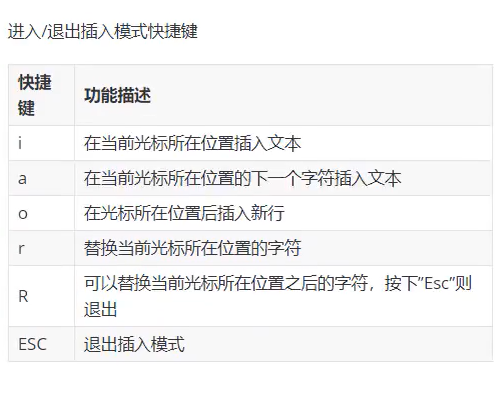 进入/退出插入模式快捷键
快捷
键
功能描述
i
在当前光标所在位置插入文本
a
在当前光标所在位置的下一个字符插入文本
o
在光标所在位置后插入新行
r
替换当前光标所在位置的字符
R
可以替换当前光标所在位置之后的字符，按下”Esc”则
退出
ESC
退出插入模式